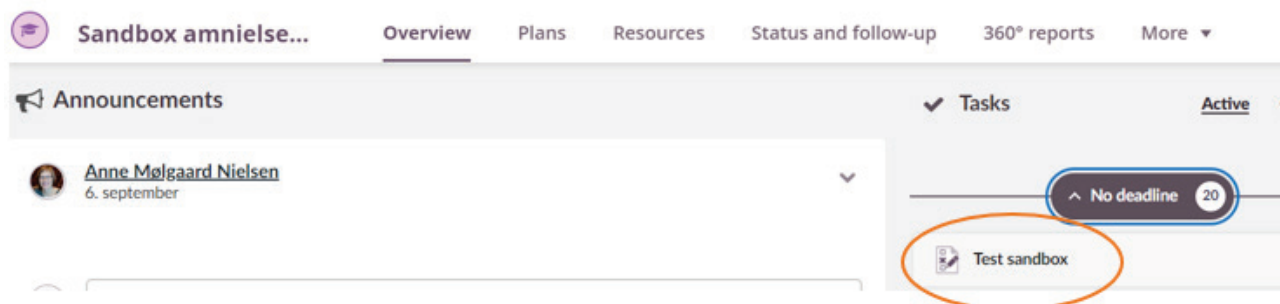 Sandbox amnielse... Overview Plans Resources Status and follow-up 360° reports More
Announcements
Tasks Active
Anne Mølgaard Nielsen
6. september
No deadline 20
Test sandbox